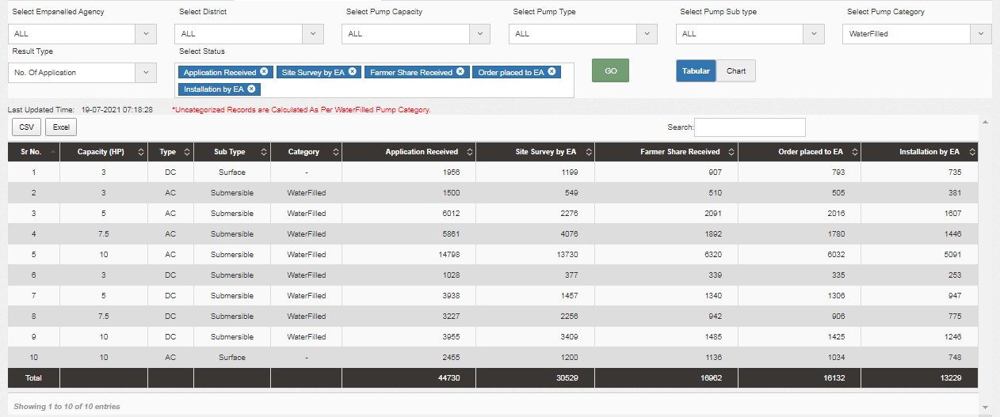 Select Empanelled Agency Select District Select Pump Capacity Select Pump Type Select Pump Sub type Select Pump Category
ALL ALL ALL ALL ALL WaterFilled
Result Type Select Status
No. Of Application Application Received Site Survey by EA Farmer Share Received Order placed to EA GO Tabular Chart
Installation by EA
Last Updated Time: 19-07-2021 07:18:28 *Uncategorized Records are Calculated As Per WaterFilled Pump Category.
CSV Excel Search:
Sr No. Capacity (HP) Type Sub Type Category Application Received Site Survey by EA Farmer Share Received Order placed to EA Installation by EA
1 3 DC Surface - 1956 1199 907 793 735
2 3 AC Submersible WaterFilled 1500 549 510 505 381
3 5 AC Submersible WaterFilled 6012 2276 2091 2016 1607
4 7.5 AC Submersible WaterFilled 5861 4076 1892 1780 1446
5 10 AC Submersible WaterFilled 14798 13730 6320 6032 5091
6 3 DC Submersible WaterFilled 1028 377 339 335 253
7 5 DC Submersible WaterFilled 3938 1457 1340 1306 947
8 7.5 DC Submersible WaterFilled 3227 2256 942 906 775
9 10 DC Submersible WaterFilled 3955 3409 1485 1425 1246
10 10 AC Surface - 2455 1200 1136 1034 748
Total 44730 30529 16962 16132 13229
Showing 1 to 10 of 10 entries